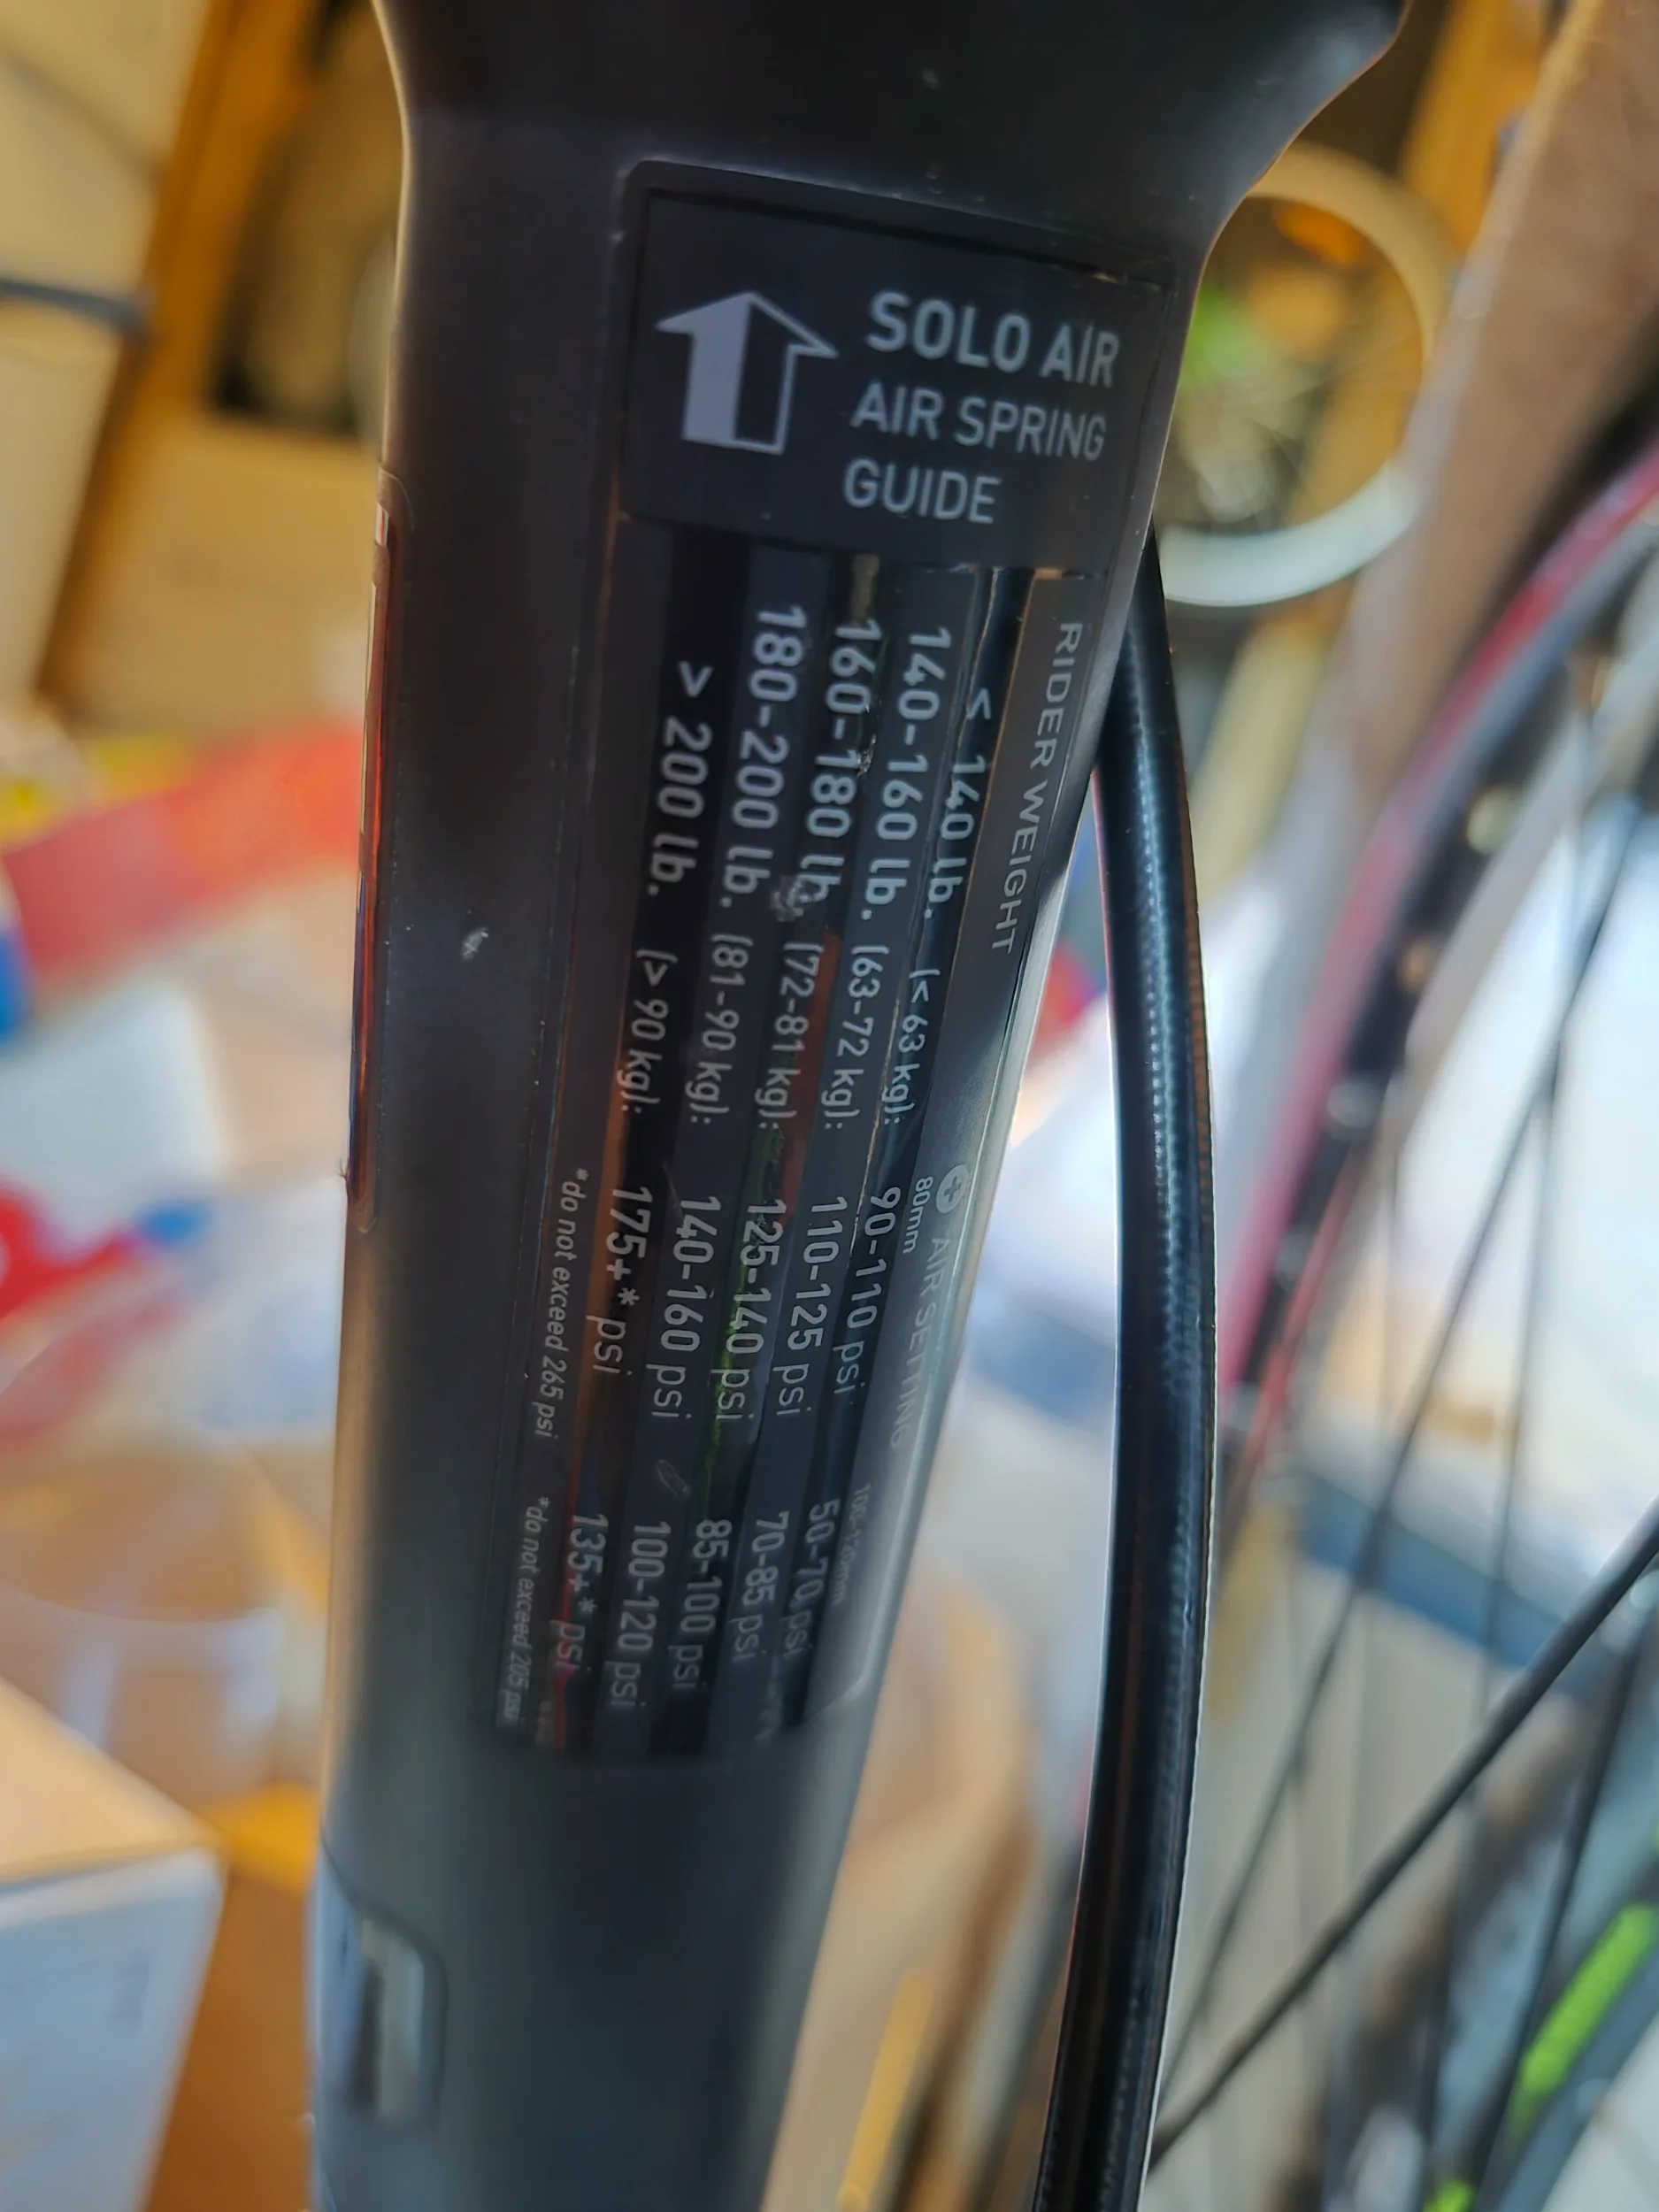 SOLO AIR
AIR SPRING
GUIDE
RIDER WEIGHT + AIR SETTING
80mm 100-120mm
< 140 lb. (< 63 kg): 90-110 psi 50-70 psi
140-160 lb. (63-72 kg): 110-125 psi 70-85 psi
160-180 lb. (72-81 kg): 125-140 psi 85-100 psi
180-200 lb. (81-90 kg): 140-160 psi 100-120 psi
> 200 lb. (> 90 kg): 175+* psi 135+* psi
*do not exceed 265 psi *do not exceed 205 psi